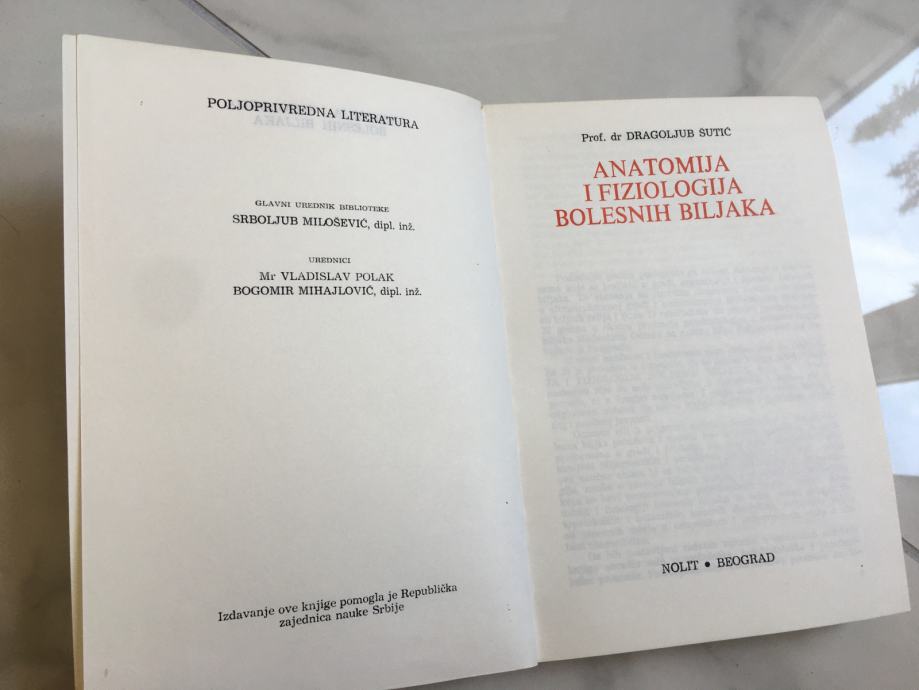 POLJOPRIVREDNA LITERATURA
GLAVNI UREDNIK BIBLIOTEKE
SRBOLJUB MILOŠEVIĆ, dipl. inž.
UREDNICI
Mr VLADISLAV POLAK
BOGOMIR MIHAJLOVIĆ, dipl. inž.
Izdavanje ove knjige pomogla je Republička
zajednica nauke Srbije
Prof. dr DRAGOLJUB ŠUTIĆ
ANATOMIJA
I FIZIOLOGIJA
BOLESNIH BILJAKA
NOLIT • BEOGRAD